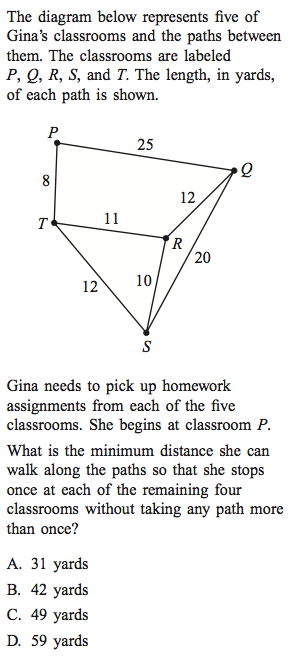 The diagram below represents five of
Gina's classrooms and the paths between
them. The classrooms are labeled
P, Q, R, S, and T. The length, in yards,
of each path is shown.
P
25
Q
8
12
T
11
R
20
10
12
S
Gina needs to pick up homework
assignments from each of the five
classrooms. She begins at classroom P.
What is the minimum distance she can
walk along the paths so that she stops
once at each of the remaining four
classrooms without taking any path more
than once?
A. 31 yards
B. 42 yards
C. 49 yards
D. 59 yards